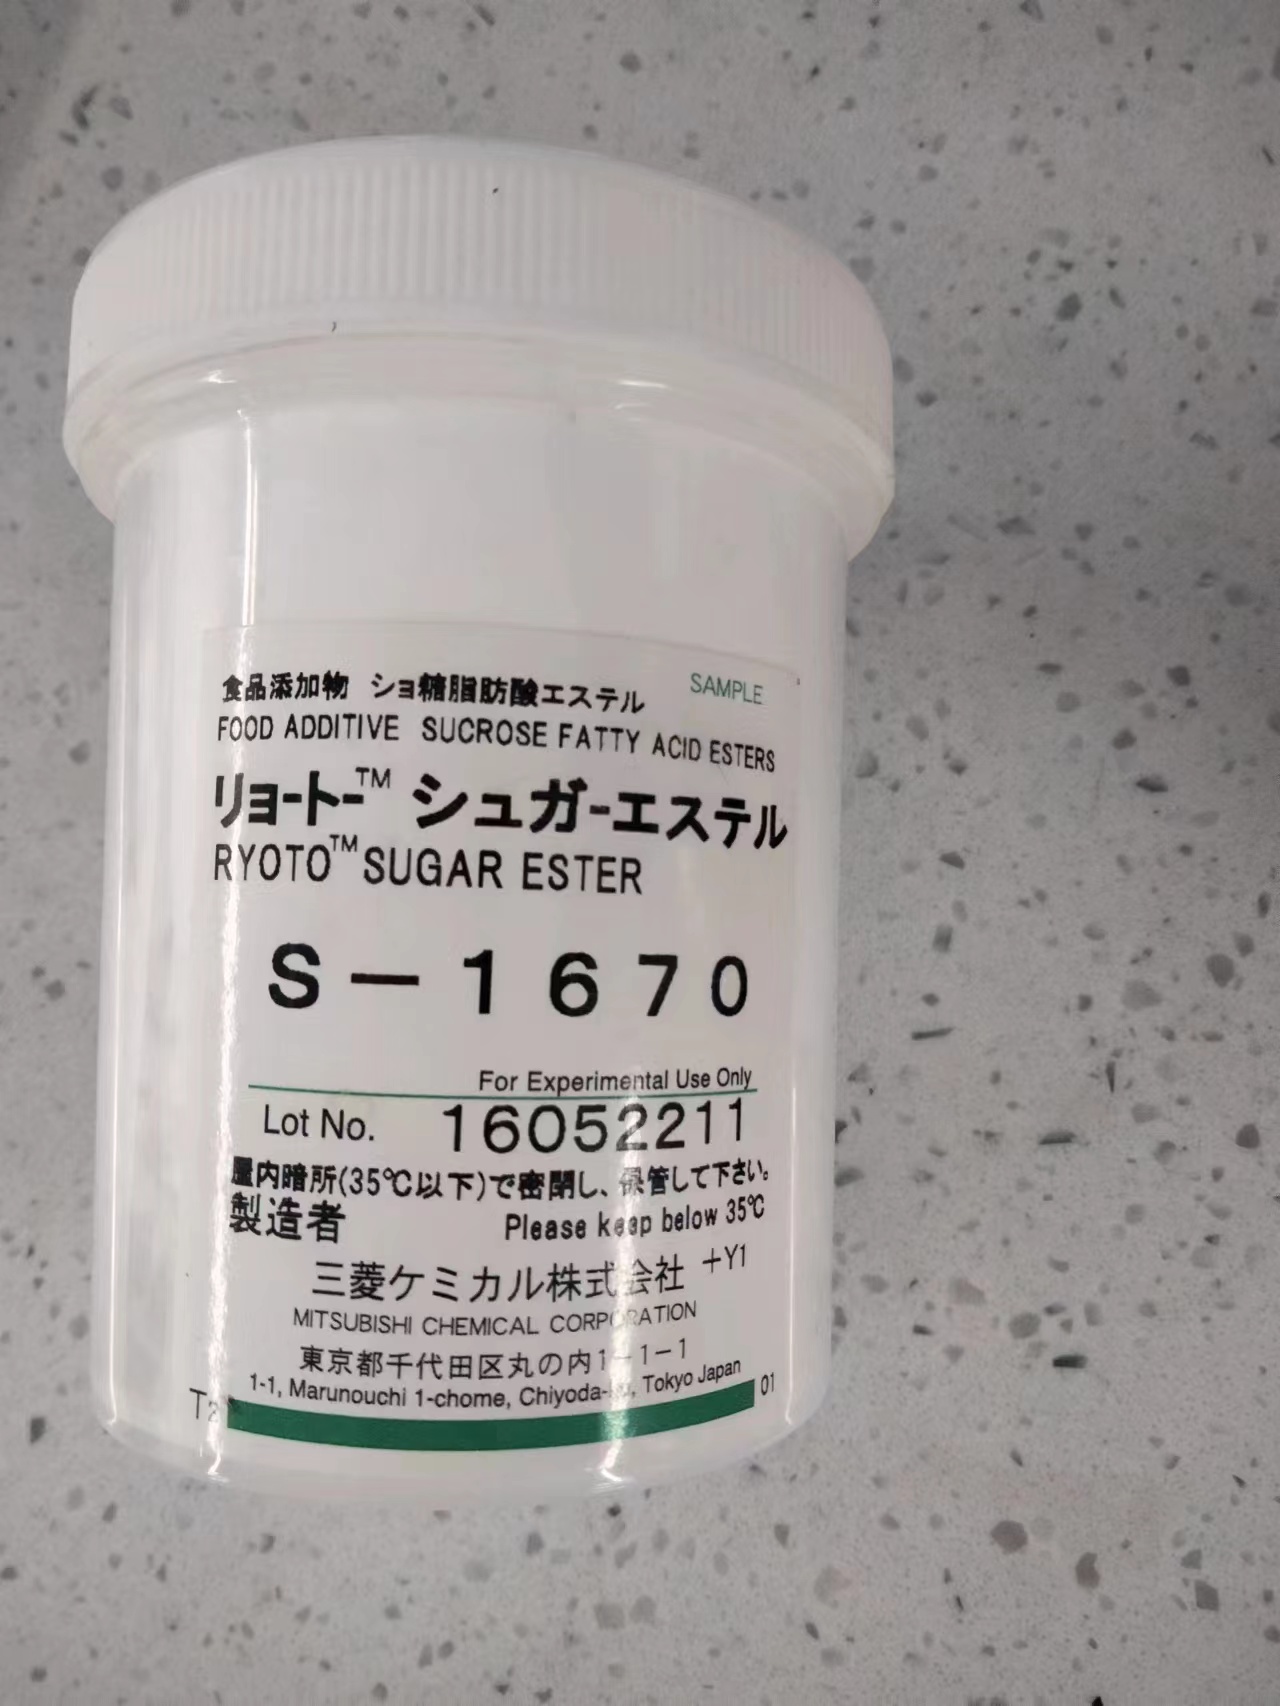 食品添加物 ショ糖脂肪酸エステル SAMPLE
FOOD ADDITIVE SUCROSE FATTY ACID ESTERS
リョートー™ シュガーエステル
RYOTO™ SUGAR ESTER
S-1670
For Experimental Use Only
Lot No. 16052211
屋内暗所(35℃以下)で密閉し、保管して下さい。
製造者 Please keep below 35℃
三菱ケミカル株式会社 +Y1
MITSUBISHI CHEMICAL CORPORATION
東京都千代田区丸の内1-1-1
1-1, Marunouchi 1-chome, Chiyoda-ku, Tokyo Japan
T2 01